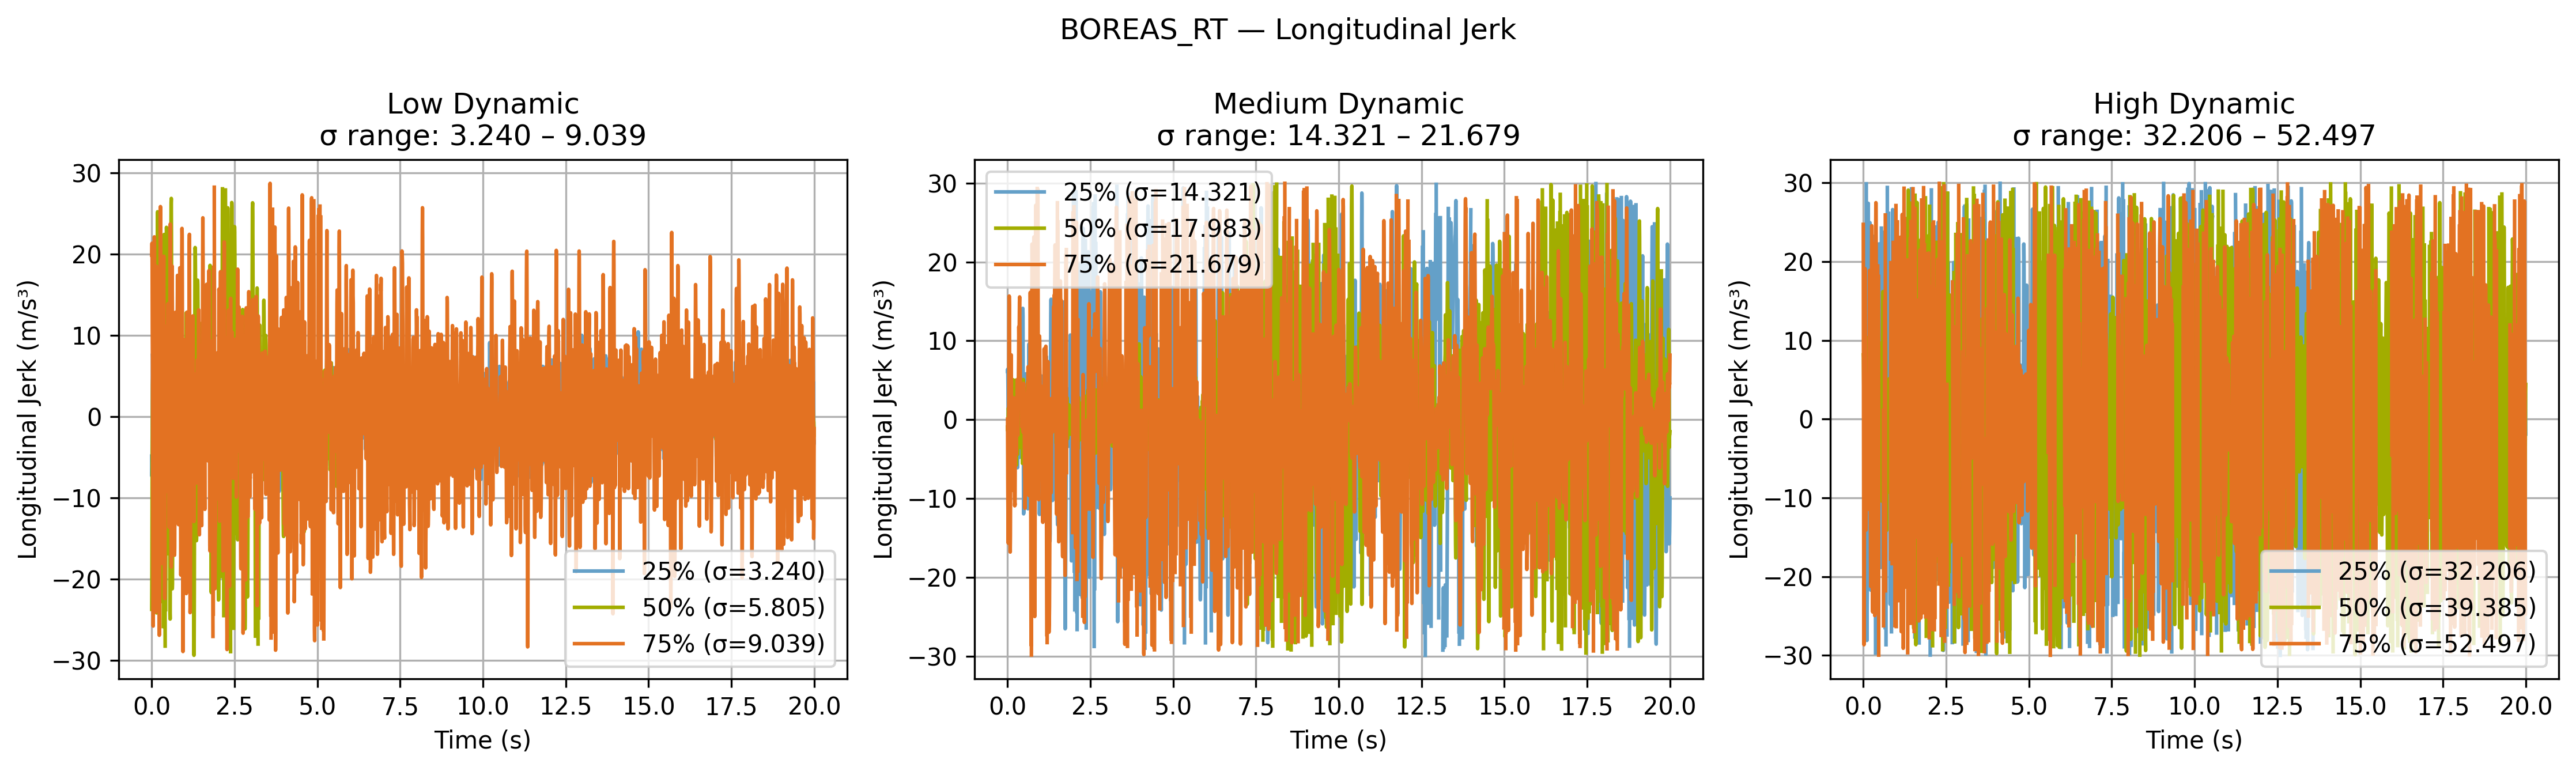 BOREAS_RT — Longitudinal Jerk
Low Dynamic
σ range: 3.240 – 9.039
Longitudinal Jerk (m/s³)
30
20
10
0
−10
−20
−30
0.0 2.5 5.0 7.5 10.0 12.5 15.0 17.5 20.0
Time (s)
25% (σ=3.240)
50% (σ=5.805)
75% (σ=9.039)
Medium Dynamic
σ range: 14.321 – 21.679
Longitudinal Jerk (m/s³)
30
20
10
0
−10
−20
−30
0.0 2.5 5.0 7.5 10.0 12.5 15.0 17.5 20.0
Time (s)
25% (σ=14.321)
50% (σ=17.983)
75% (σ=21.679)
High Dynamic
σ range: 32.206 – 52.497
Longitudinal Jerk (m/s³)
30
20
10
0
−10
−20
−30
0.0 2.5 5.0 7.5 10.0 12.5 15.0 17.5 20.0
Time (s)
25% (σ=32.206)
50% (σ=39.385)
75% (σ=52.497)